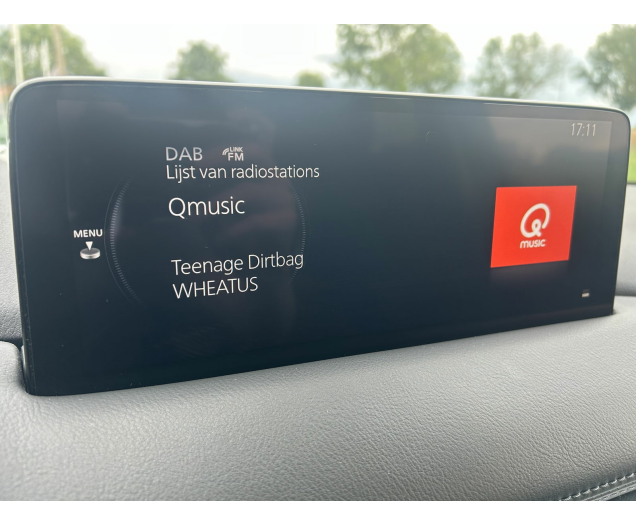 17:11
DAB LINK FM
Lijst van radiostations
Qmusic
MENU
Teenage Dirtbag
WHEATUS
Q
music